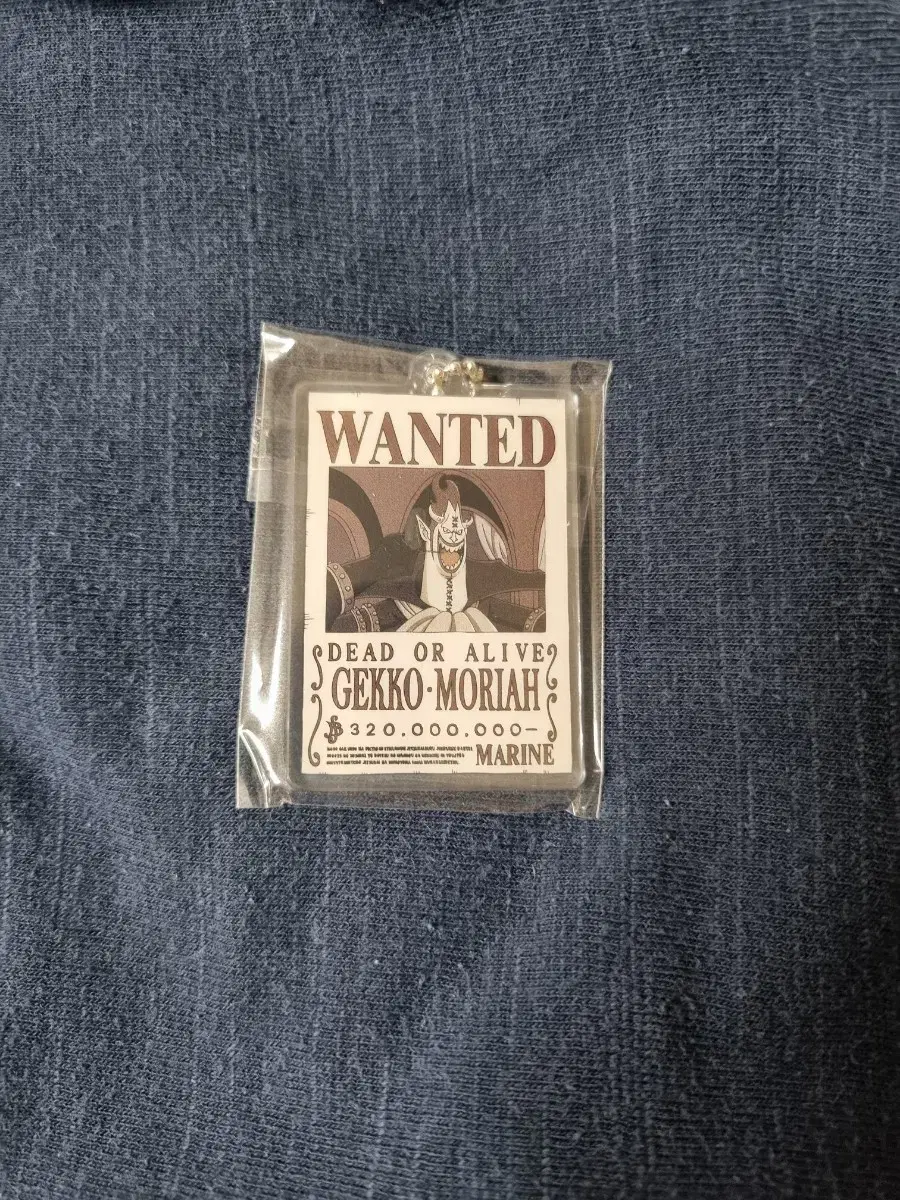 WANTED
DEAD OR ALIVE
GEKKO·MORIAH
฿320.000.000-
MARINE